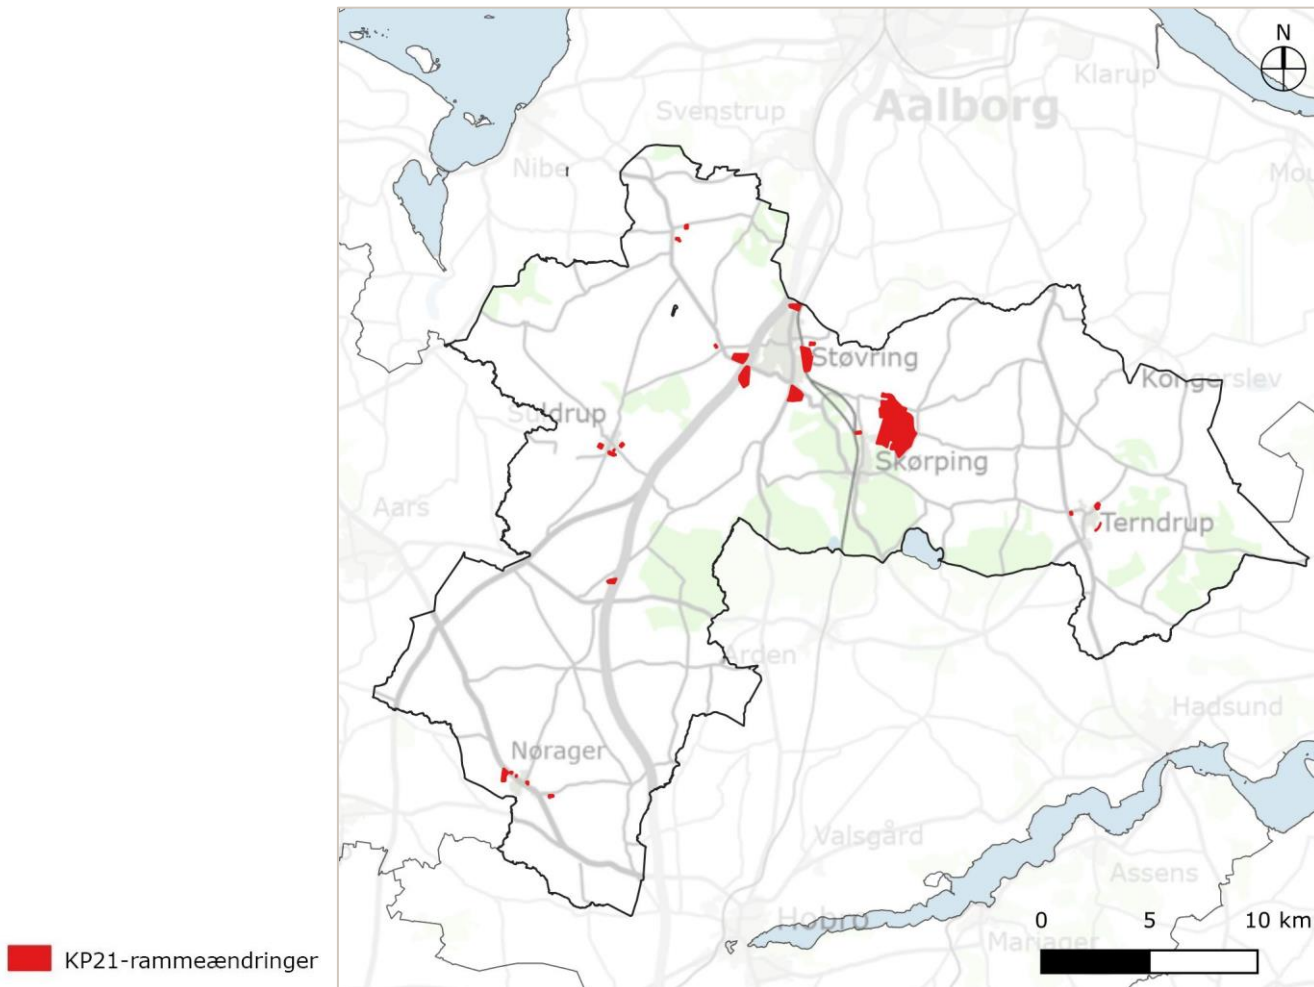 N
Klarup
Aalborg
Svenstrup
Nibe
Mou
Støvring
Kongerslev
Suldrup
Skørping
Aars
Terndrup
Arden
Hadsund
Nørager
Valsgård
Assens
Hobro
Mariager
0 5 10 km
KP21-rammeændringer